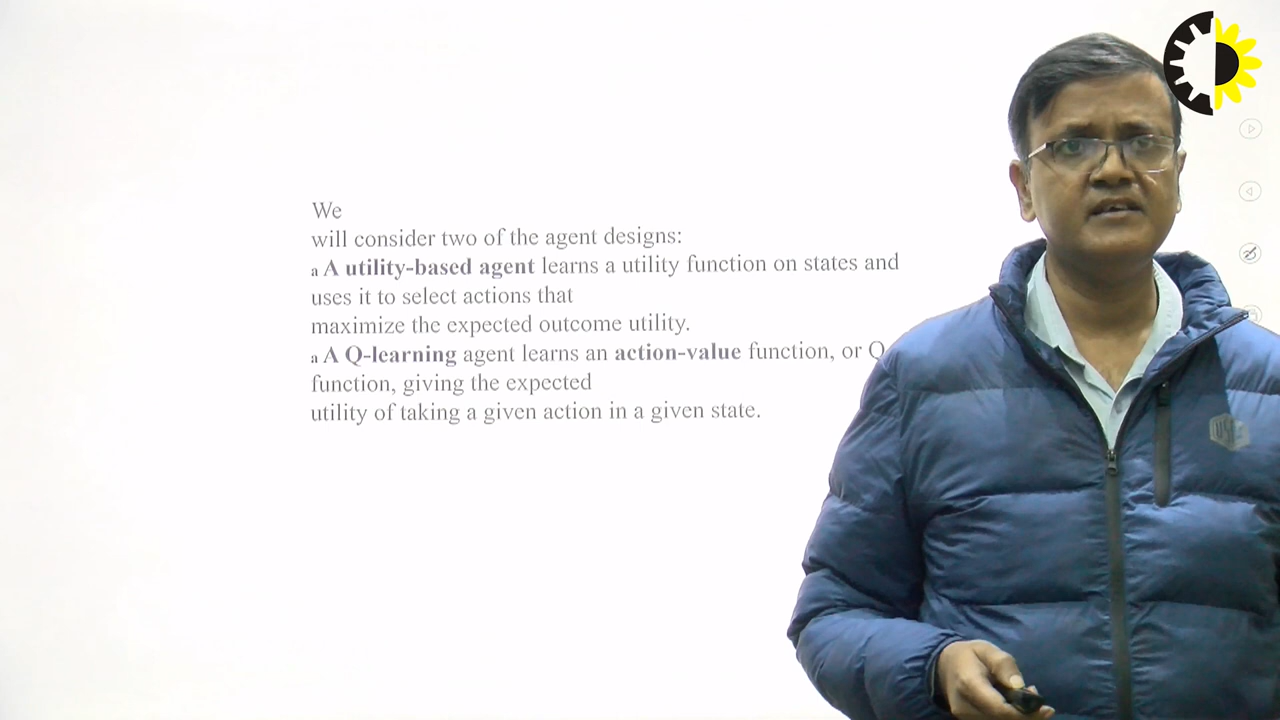 We
will consider two of the agent designs:
a A utility-based agent learns a utility function on states and
uses it to select actions that
maximize the expected outcome utility.
a A Q-learning agent learns an action-value function, or Q
function, giving the expected
utility of taking a given action in a given state.